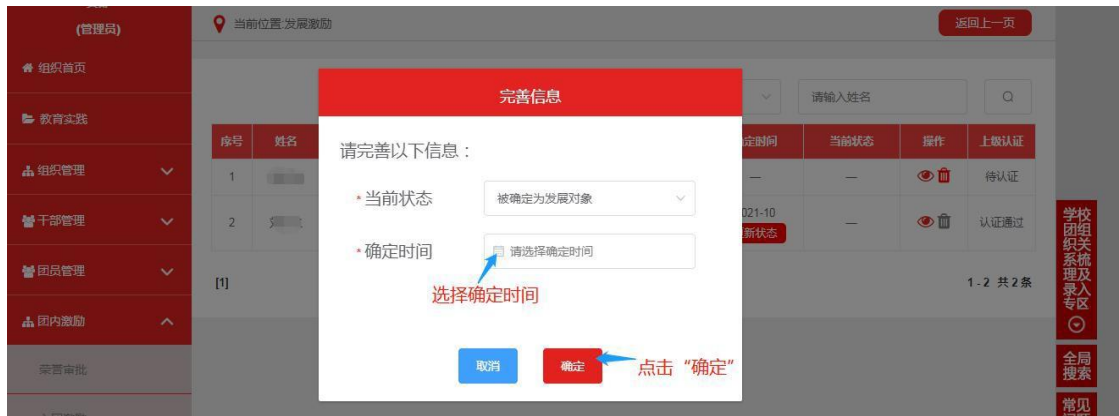 (管理员)
当前位置:发展激励
返回上一页
组织首页
教育实践
组织管理
干部管理
团员管理
团内激励
荣誉审批
请输入姓名
序号
姓名
定时间
当前状态
操作
上级认证
1
—
—
待认证
2
021-10
新状态
—
认证通过
[1]
1 - 2 共 2 条
完善信息
请完善以下信息：
*当前状态
被确定为发展对象
*确定时间
请选择确定时间
选择确定时间
取消
确定
点击“确定”
学校
团组
织关
系梳
理及
录入
专区
全局
搜索
常见